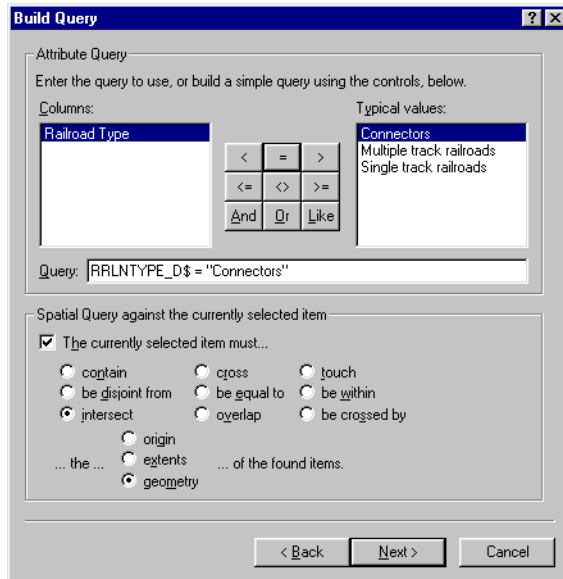 Build Query
Attribute Query
Enter the query to use, or build a simple query using the controls, below.
Columns:
Typical values:
Railroad Type
Connectors
Multiple track railroads
Single track railroads
< = >
<= <> >=
And Or Like
Query: RRLNTYPE_D$ = "Connectors"
Spatial Query against the currently selected item
The currently selected item must...
contain cross touch
be disjoint from be equal to be within
intersect overlap be crossed by
origin
... the ... extents ... of the found items.
geometry
< Back Next > Cancel